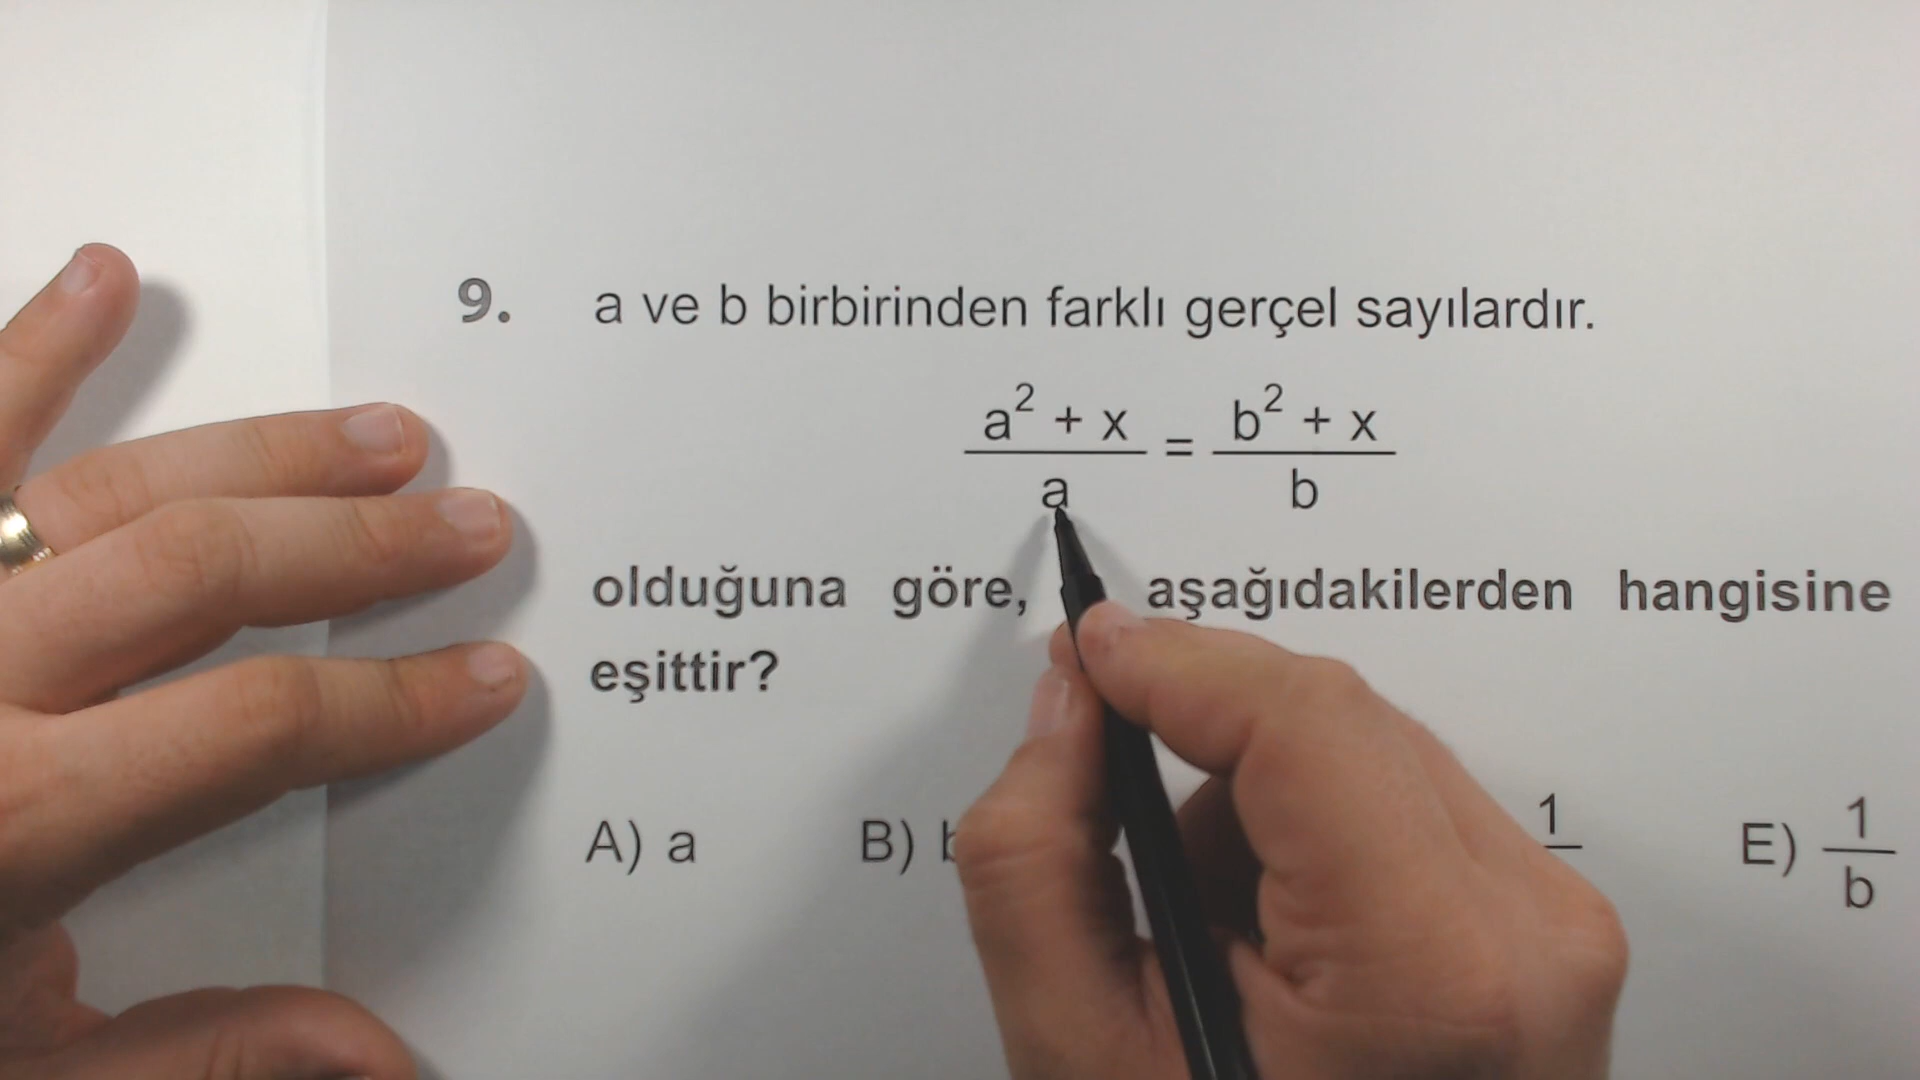 9. a ve b birbirinden farklı gerçel sayılardır.
a² + x / a = b² + x / b
olduğuna göre, aşağıdakilerden hangisine
eşittir?
A) a B) 1 E) 1/b